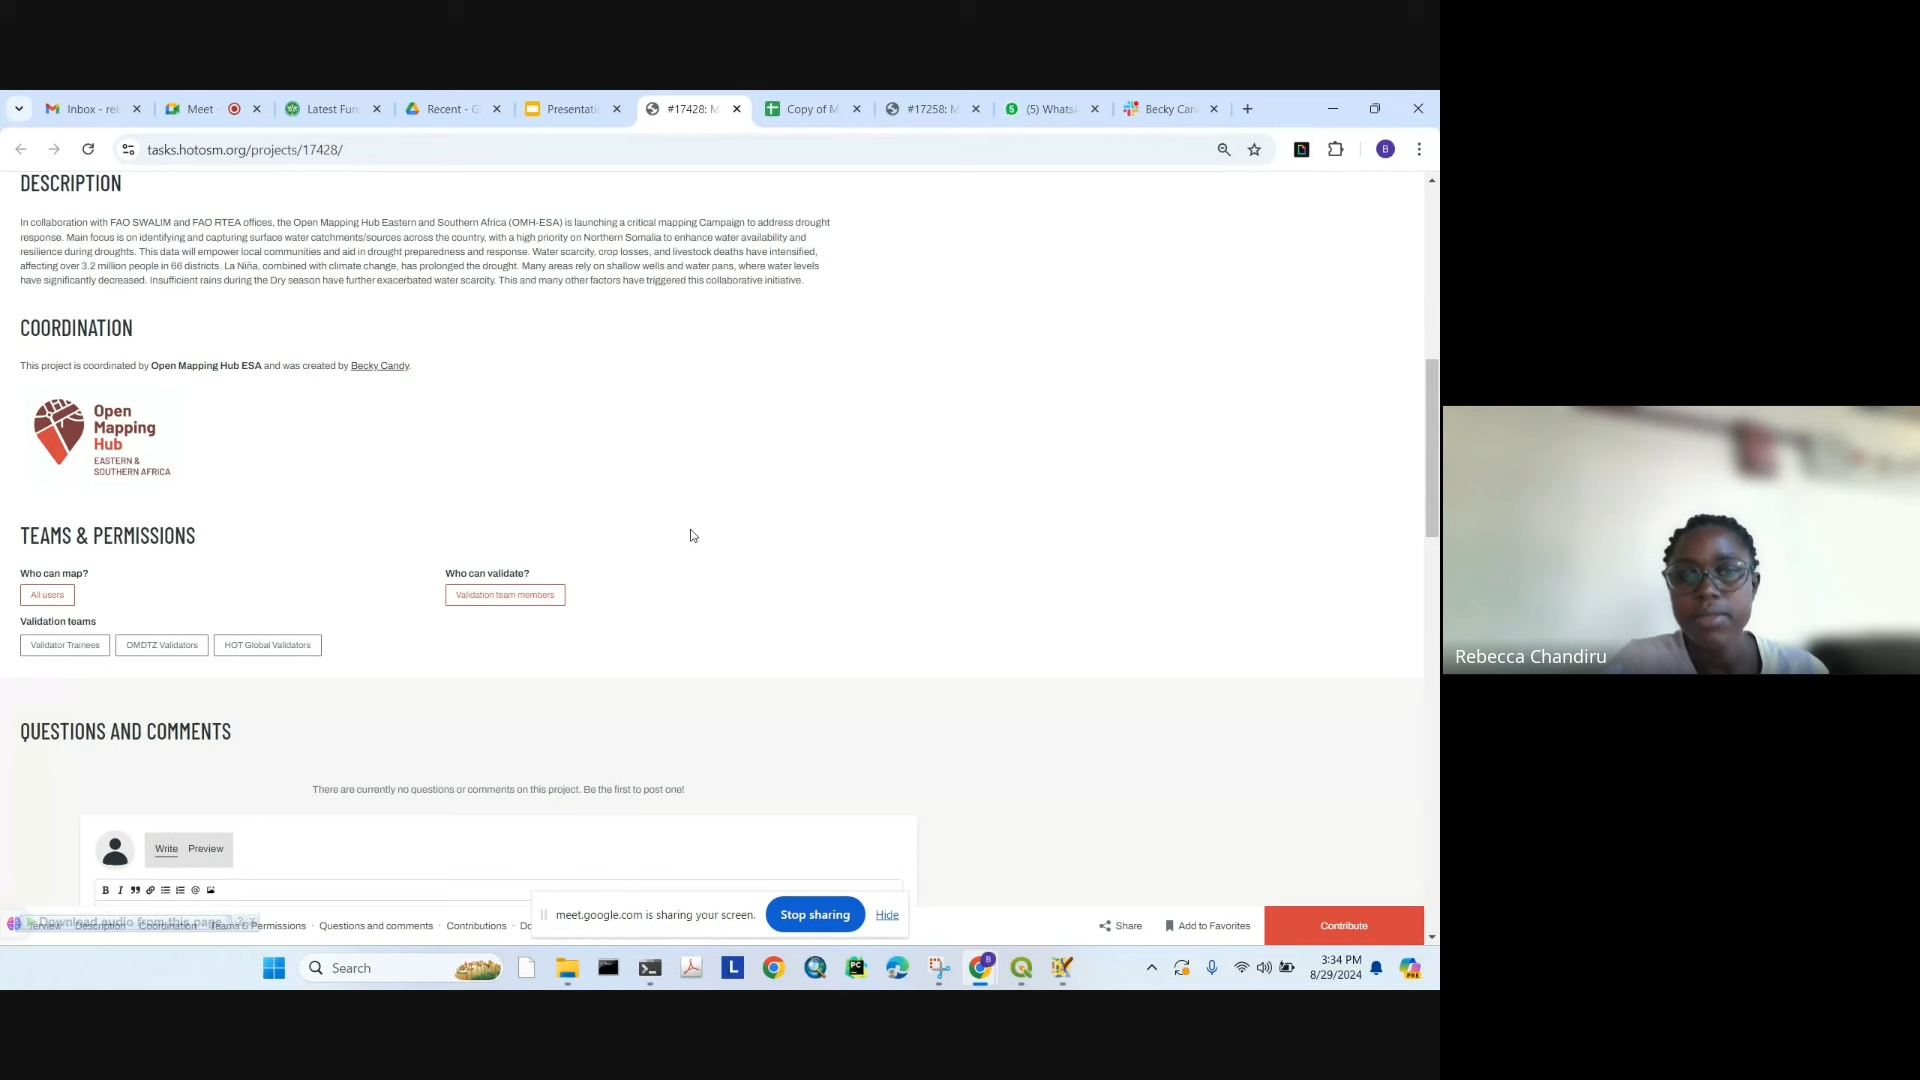 Inbox - rel
Meet -
Latest Fun
Recent - G
Presentatio
#17428: M
Copy of M
#17258: M
(5) WhatsA
Becky Can
tasks.hotosm.org/projects/17428/
B
DESCRIPTION
In collaboration with FAO SWALIM and FAO RTEA offices, the Open Mapping Hub Eastern and Southern Africa (OMH-ESA) is launching a critical mapping Campaign to address drought
response. Main focus is on identifying and capturing surface water catchments/sources across the country, with a high priority on Northern Somalia to enhance water availability and
resilience during droughts. This data will empower local communities and aid in drought preparedness and response. Water scarcity, crop losses, and livestock deaths have intensified,
affecting over 3.2 million people in 66 districts. La Niña, combined with climate change, has prolonged the drought. Many areas rely on shallow wells and water pans, where water levels
have significantly decreased. Insufficient rains during the Dry season have further exacerbated water scarcity. This and many other factors have triggered this collaborative initiative.
COORDINATION
This project is coordinated by Open Mapping Hub ESA and was created by Becky Candy.
Open
Mapping
Hub
EASTERN &
SOUTHERN AFRICA
TEAMS & PERMISSIONS
Who can map?
All users
Who can validate?
Validation team members
Validation teams
Validator Trainees
OMDTZ Validators
HOT Global Validators
QUESTIONS AND COMMENTS
There are currently no questions or comments on this project. Be the first to post one!
Write Preview
B I
Download audio from this page
Description · Coordination · Teams & Permissions · Questions and comments · Contributions ·
meet.google.com is sharing your screen.
Stop sharing
Hide
Share
Add to Favorites
Contribute
Search
3:34 PM
8/29/2024
Rebecca Chandiru